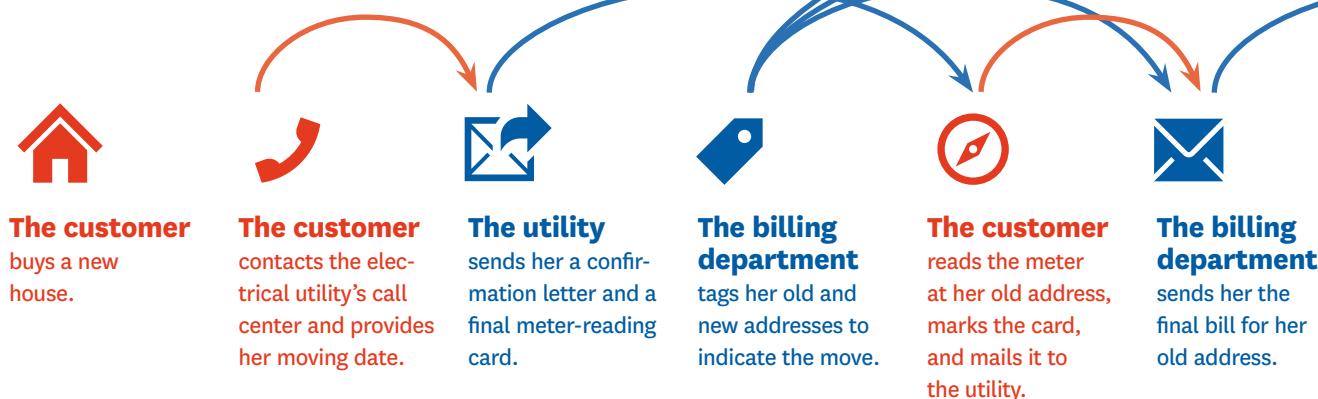 The customer
buys a new
house.
The customer
contacts the elec-
trical utility's call
center and provides
her moving date.
The utility
sends her a confir-
mation letter and a
final meter-reading
card.
The billing
department
tags her old and
new addresses to
indicate the move.
The customer
reads the meter
at her old address,
marks the card,
and mails it to
the utility.
The billing
department
sends her the
final bill for her
old address.